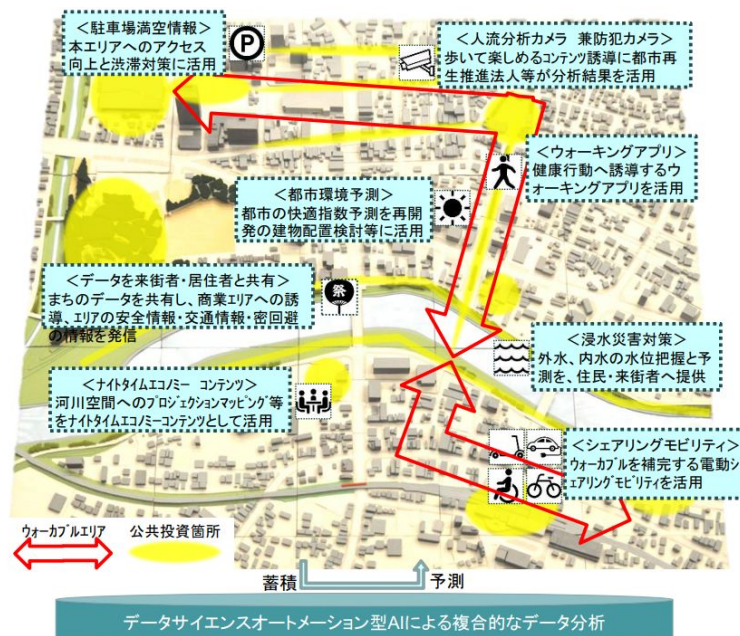 ＜駐車場満空情報＞
本エリアへのアクセス
向上と渋滞対策に活用
P
＜人流分析カメラ 兼防犯カメラ＞
歩いて楽しめるコンテンツ誘導に都市再
生推進法人等が分析結果を活用
＜ウォーキングアプリ＞
健康行動へ誘導するウ
ォーキングアプリを活用
＜都市環境予測＞
都市の快適指数予測を再開
発の建物配置検討等に活用
＜データを来街者・居住者と共有＞
まちのデータを共有し、商業エリアへの誘
導、エリアの安全情報・交通情報・密回避
の情報を発信
祭
＜浸水災害対策＞
外水、内水の水位把握と予
測を、住民・来街者へ提供
＜ナイトタイムエコノミー コンテンツ＞
河川空間へのプロジェクションマッピング等
をナイトタイムエコノミーコンテンツとして活用
＜シェアリングモビリティ＞
ウォーカブルを補完する電動シ
ェアリングモビリティを活用
ウォーカブルエリア
公共投資箇所
蓄積
予測
データサイエンスオートメーション型AIによる複合的なデータ分析